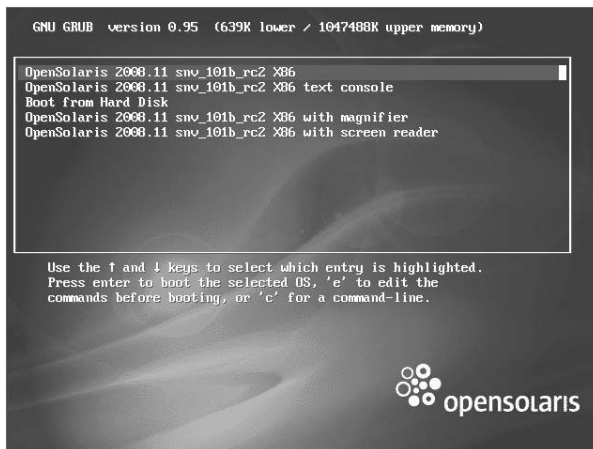 GNU GRUB version 0.95 (639K lower / 1047488K upper memory)
OpenSolaris 2008.11 snv_101b_rc2 X86
OpenSolaris 2008.11 snv_101b_rc2 X86 text console
Boot from Hard Disk
OpenSolaris 2008.11 snv_101b_rc2 X86 with magnifier
OpenSolaris 2008.11 snv_101b_rc2 X86 with screen reader
Use the ↑ and ↓ keys to select which entry is highlighted.
Press enter to boot the selected OS, 'e' to edit the
commands before booting, or 'c' for a command-line.
opensolaris